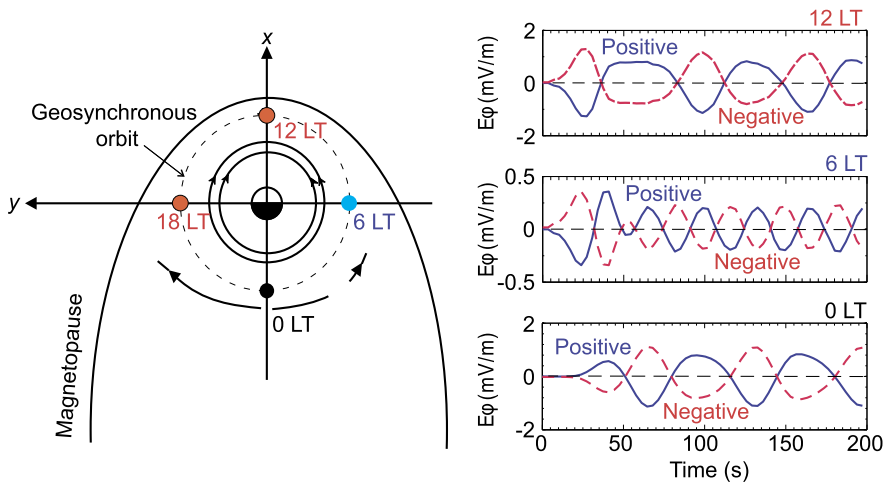 x
Geosynchronous
orbit
12 LT
y
18 LT
6 LT
0 LT
Magnetopause
12 LT
2
0
-2
Eφ (mV/m)
Positive
Negative
6 LT
0.5
0
-0.5
Eφ (mV/m)
Positive
Negative
0 LT
2
0
-2
Eφ (mV/m)
Positive
Negative
0 50 100 150 200
Time (s)